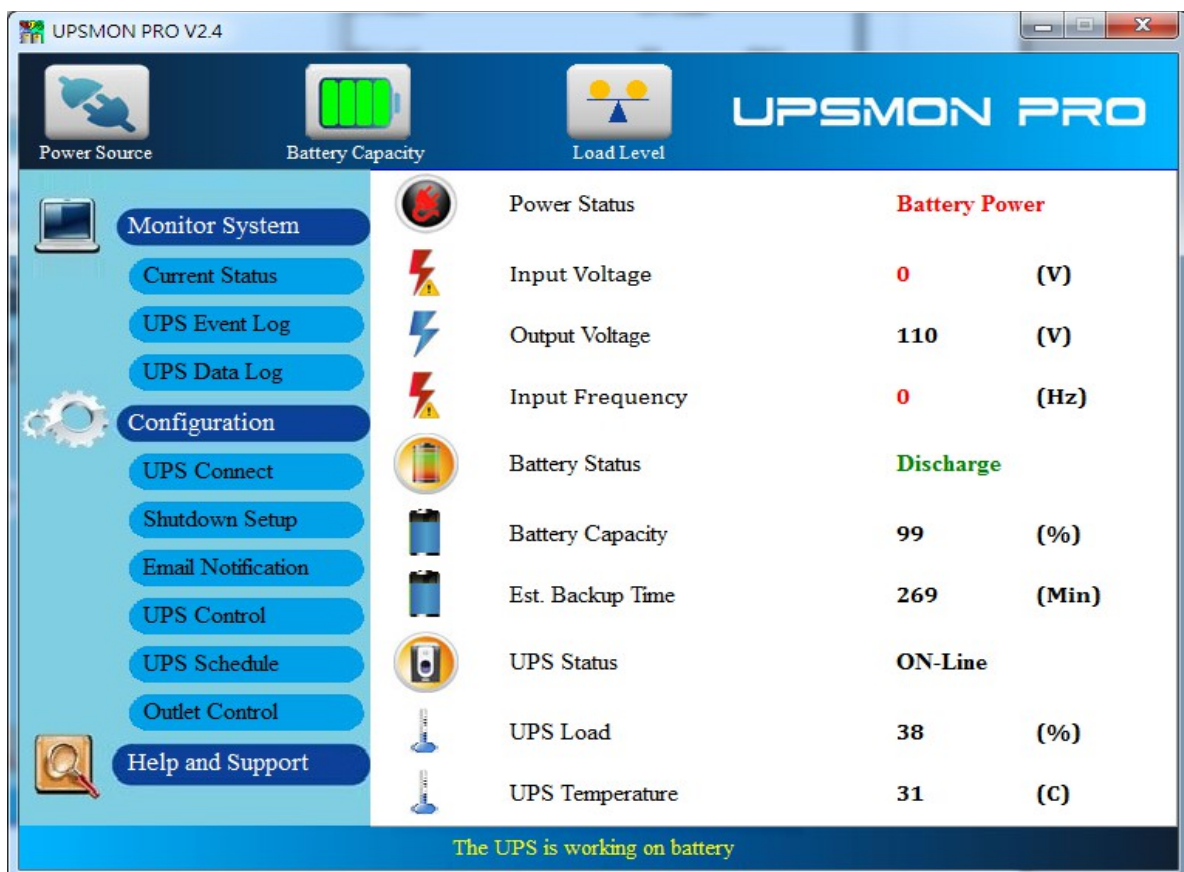 UPSMON PRO V2.4
UPSMON PRO
Power Source
Battery Capacity
Load Level
Monitor System
Current Status
UPS Event Log
UPS Data Log
Configuration
UPS Connect
Shutdown Setup
Email Notification
UPS Control
UPS Schedule
Outlet Control
Help and Support
Power Status Battery Power
Input Voltage 0 (V)
Output Voltage 110 (V)
Input Frequency 0 (Hz)
Battery Status Discharge
Battery Capacity 99 (%)
Est. Backup Time 269 (Min)
UPS Status ON-Line
UPS Load 38 (%)
UPS Temperature 31 (C)
The UPS is working on battery